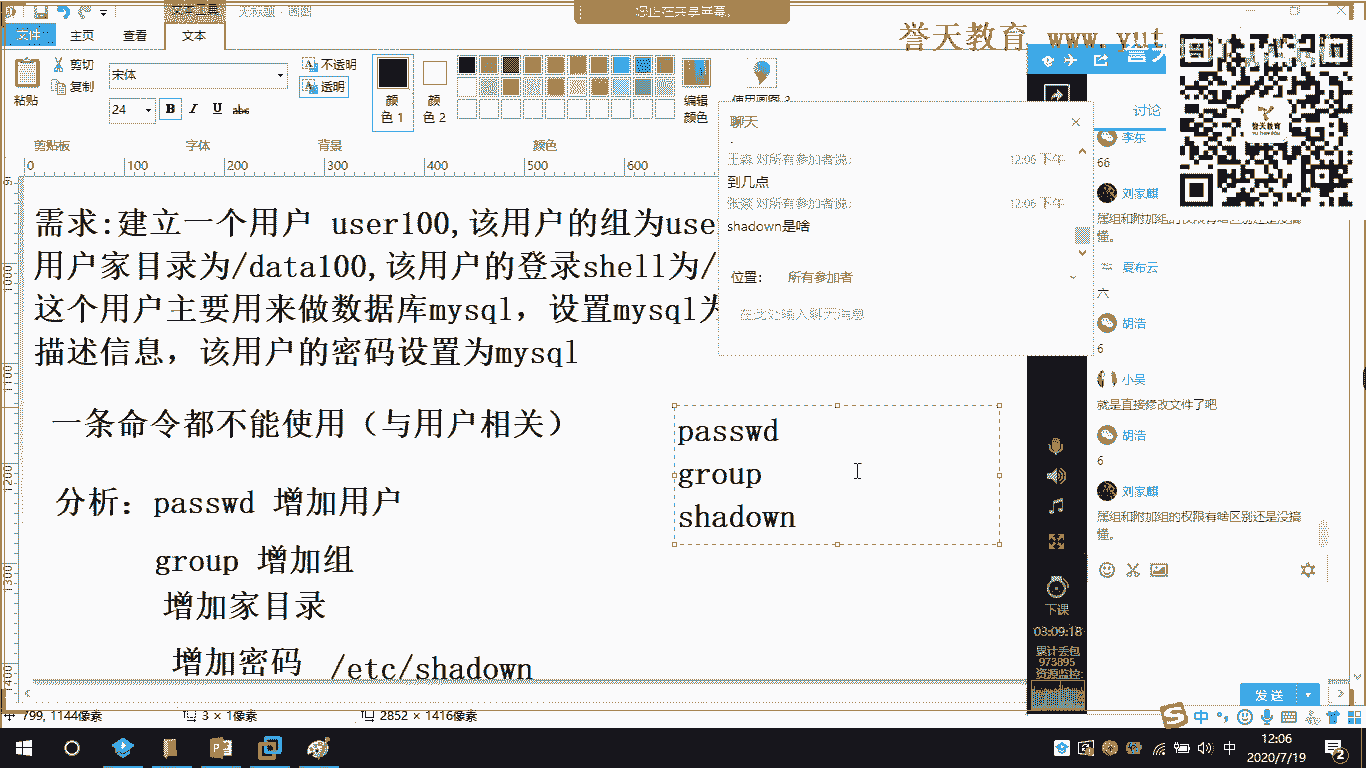 文件
主页
查看
文本
文本工具
无标题 - 画图
您正在共享屏幕。
誉天教育 www.yut
粘贴
剪切
复制
宋体
24
B I U abc
不透明
透明
颜
色 1
颜
色 2
编辑
颜色
剪贴板
字体
背景
颜色
0 100 200 300 400 500 600
需求:建立一个用户 user100,该用户的组为use
用户家目录为/data100,该用户的登录shell为/
这个用户主要用来做数据库mysql，设置mysql为
描述信息，该用户的密码设置为mysql
一条命令都不能使用（与用户相关）
分析：passwd 增加用户
group 增加组
增加家目录
增加密码 /etc/shadown
passwd
group
shadown
聊天
王淼 对所有参加者说：
12:06 下午
到几点
12:06 下午
shadown是啥
位置：
所有参加者
在此处输入聊天消息
讨论
誉天教育
李东
66
刘家麒
属组和附加组的权限有啥区别还是没搞
懂。
夏布云
六
胡浩
6
小吴
就是直接修改文件了吧
胡浩
6
刘家麒
属组和附加组的权限有啥区别还是没搞
懂。
下课
03:09:18
累计丢包
973895
资源监控:
发送
799, 1144像素
3 × 1像素
2852 × 1416像素
中
中
12:06
2020/7/19
2